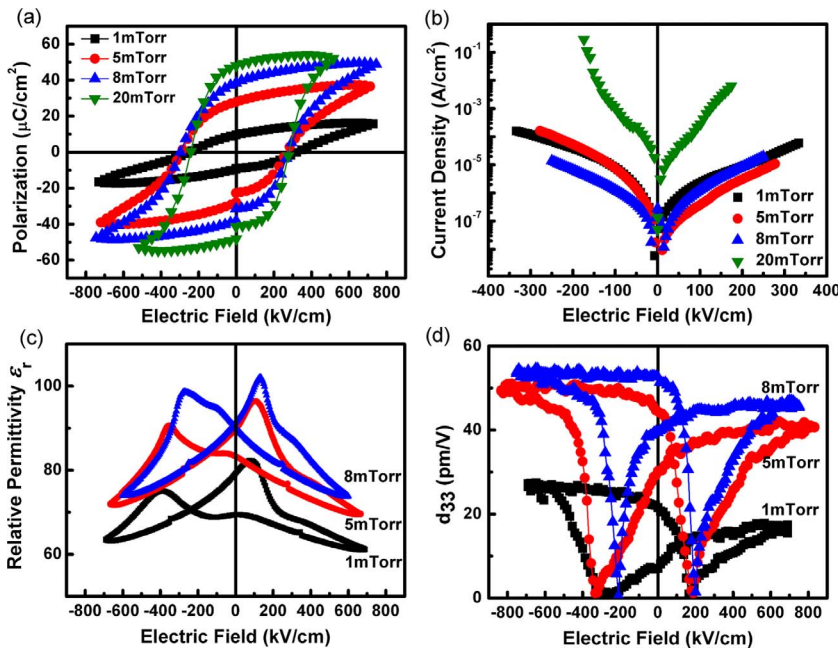 (a)
Polarization (μC/cm²)
60
40
20
0
-20
-40
-60
1mTorr
5mTorr
8mTorr
20mTorr
-800 -600 -400 -200 0 200 400 600 800
Electric Field (kV/cm)
(b)
Current Density (A/cm²)
10⁻¹
10⁻³
10⁻⁵
10⁻⁷
1mTorr
5mTorr
8mTorr
20mTorr
-400 -300 -200 -100 0 100 200 300 400
Electric Field (kV/cm)
(c)
Relative Permittivity εr
100
80
60
8mTorr
5mTorr
1mTorr
-800 -600 -400 -200 0 200 400 600 800
Electric Field (kV/cm)
(d)
d33 (pm/V)
60
40
20
0
8mTorr
5mTorr
1mTorr
-800 -600 -400 -200 0 200 400 600 800
Electric Field (kV/cm)